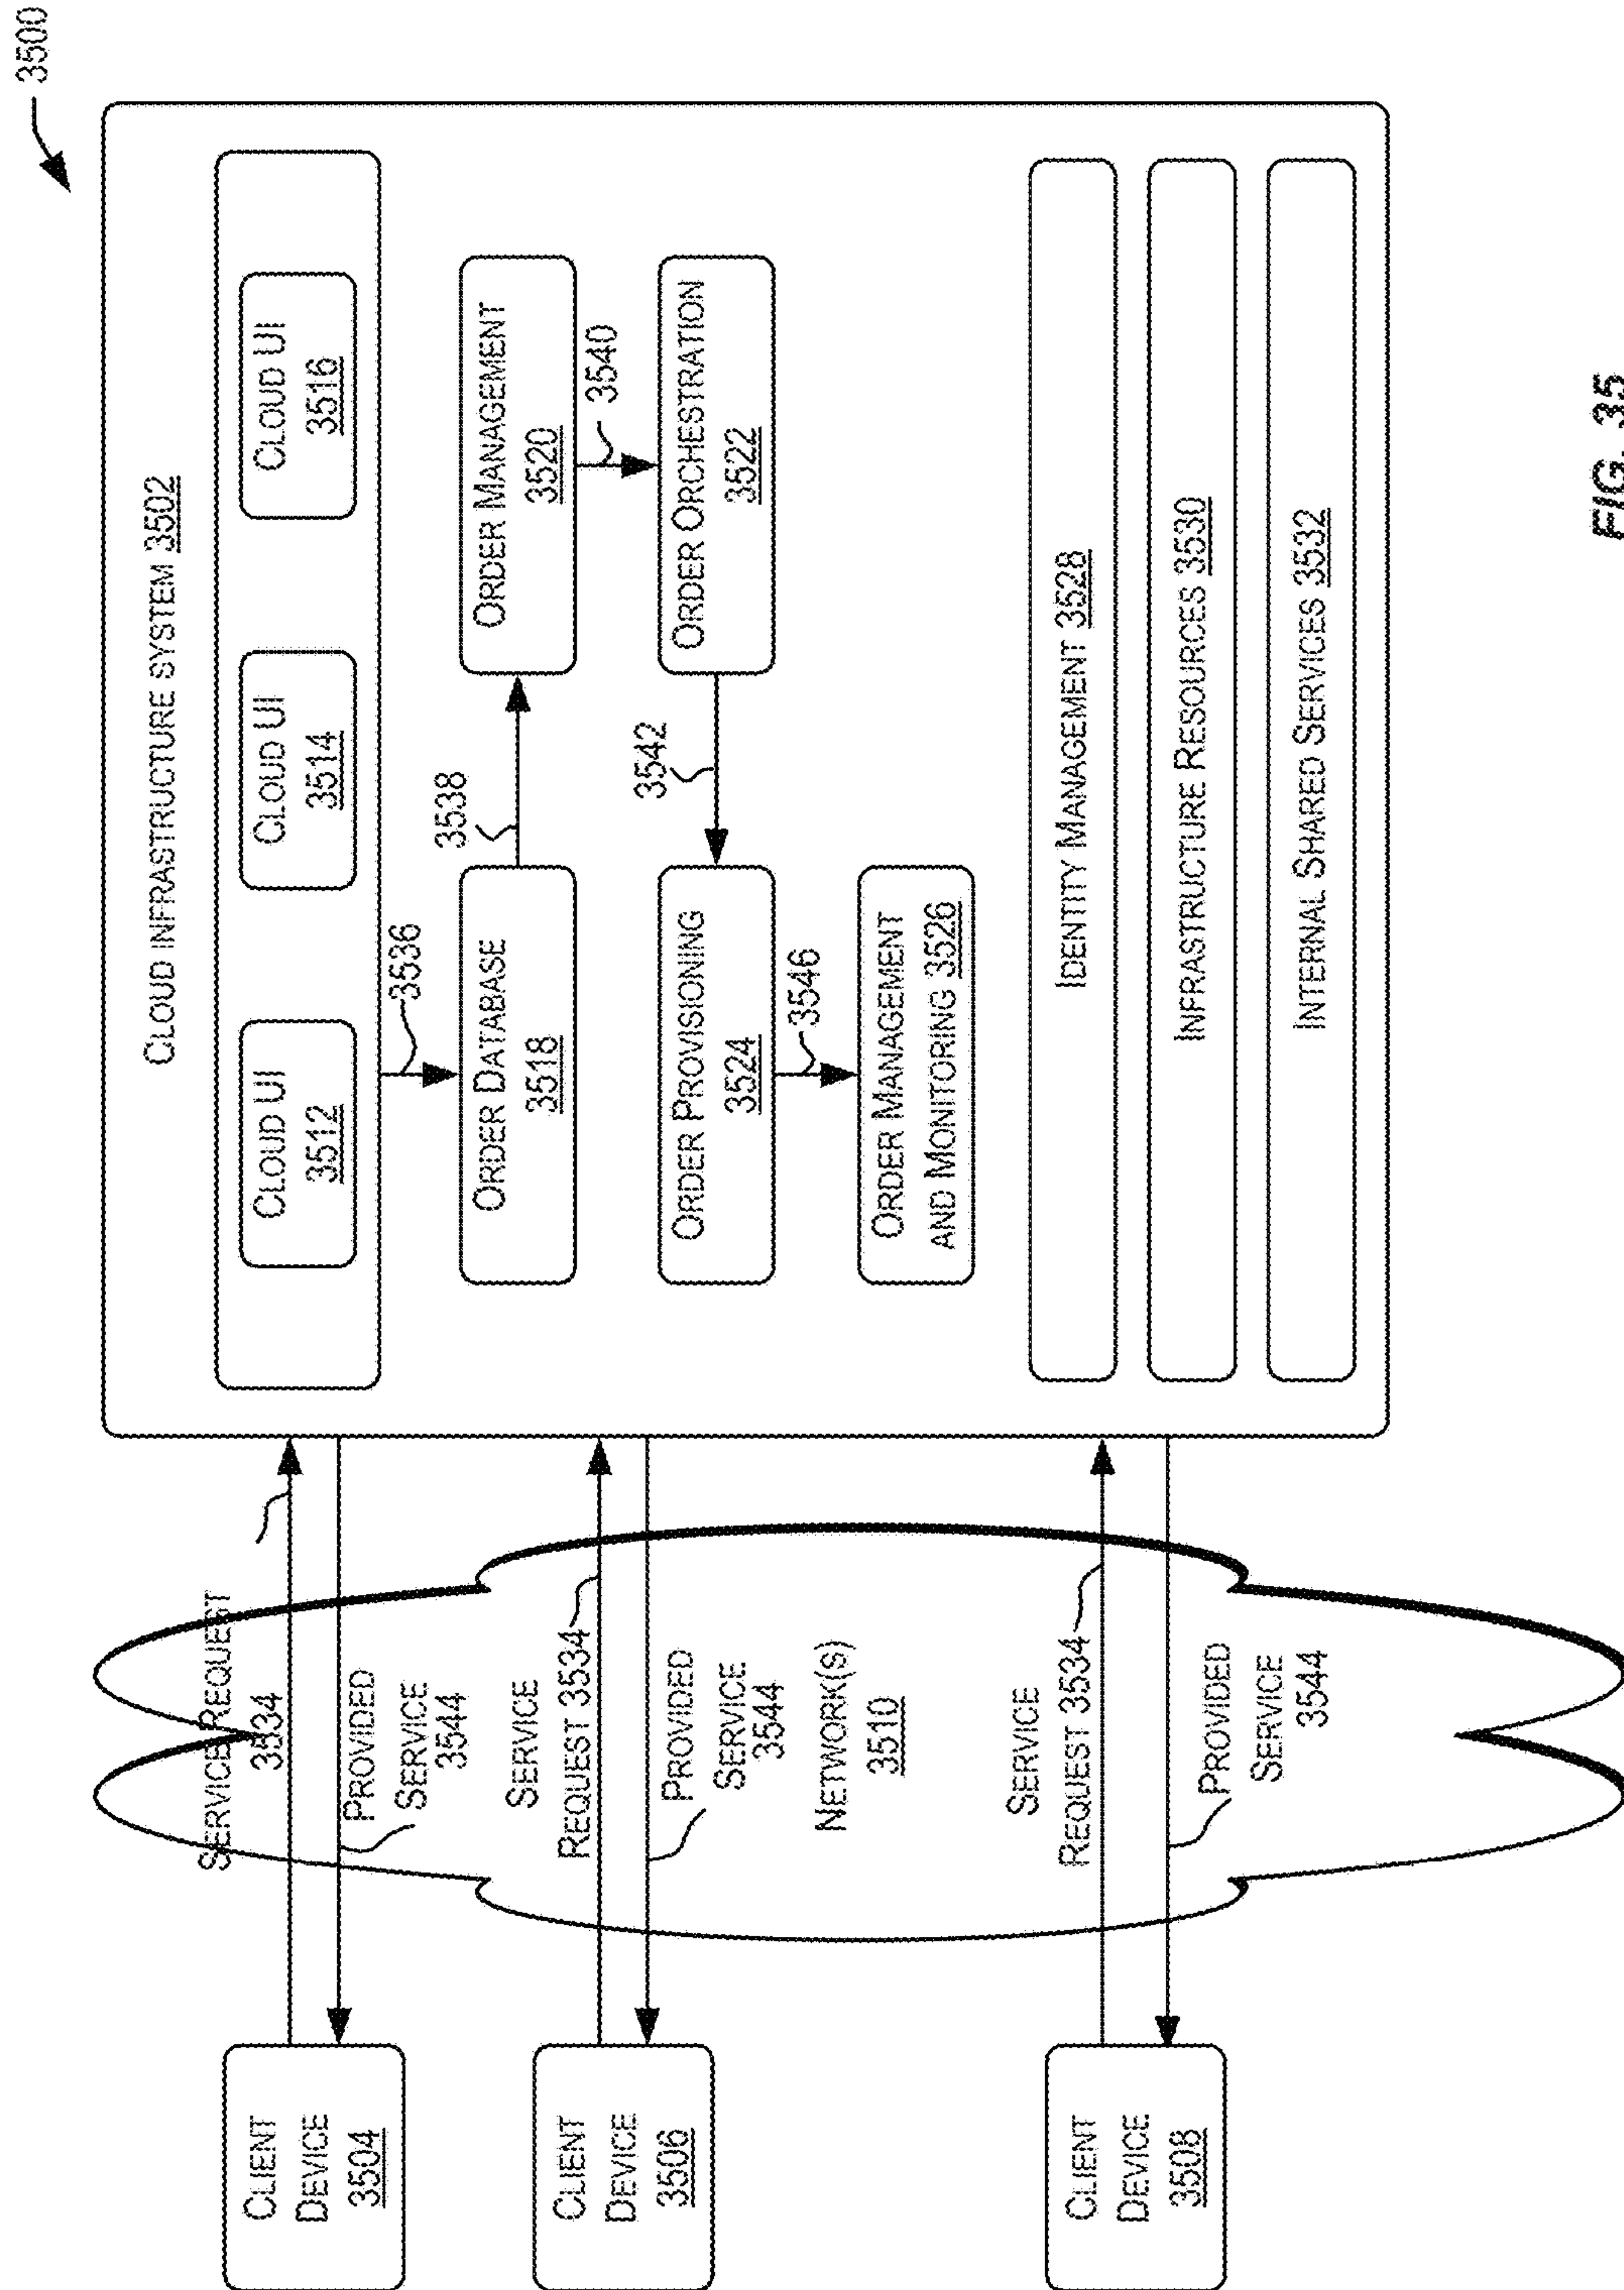 3500
CLOUD INFRASTRUCTURE SYSTEM 3502
CLOUD UI
3512
CLOUD UI
3514
CLOUD UI
3516
3536
ORDER DATABASE
3518
3538
ORDER MANAGEMENT
3520
3540
ORDER PROVISIONING
3524
3542
ORDER ORCHESTRATION
3522
3546
ORDER MANAGEMENT
AND MONITORING 3526
IDENTITY MANAGEMENT 3528
INFRASTRUCTURE RESOURCES 3530
INTERNAL SHARED SERVICES 3532
CLIENT
DEVICE
3504
SERVICE REQUEST
3534
PROVIDED
SERVICE
3544
CLIENT
DEVICE
3506
SERVICE
REQUEST 3534
PROVIDED
SERVICE
3544
NETWORK(S)
3510
CLIENT
DEVICE
3508
SERVICE
REQUEST 3534
PROVIDED
SERVICE
3544
FIG. 35